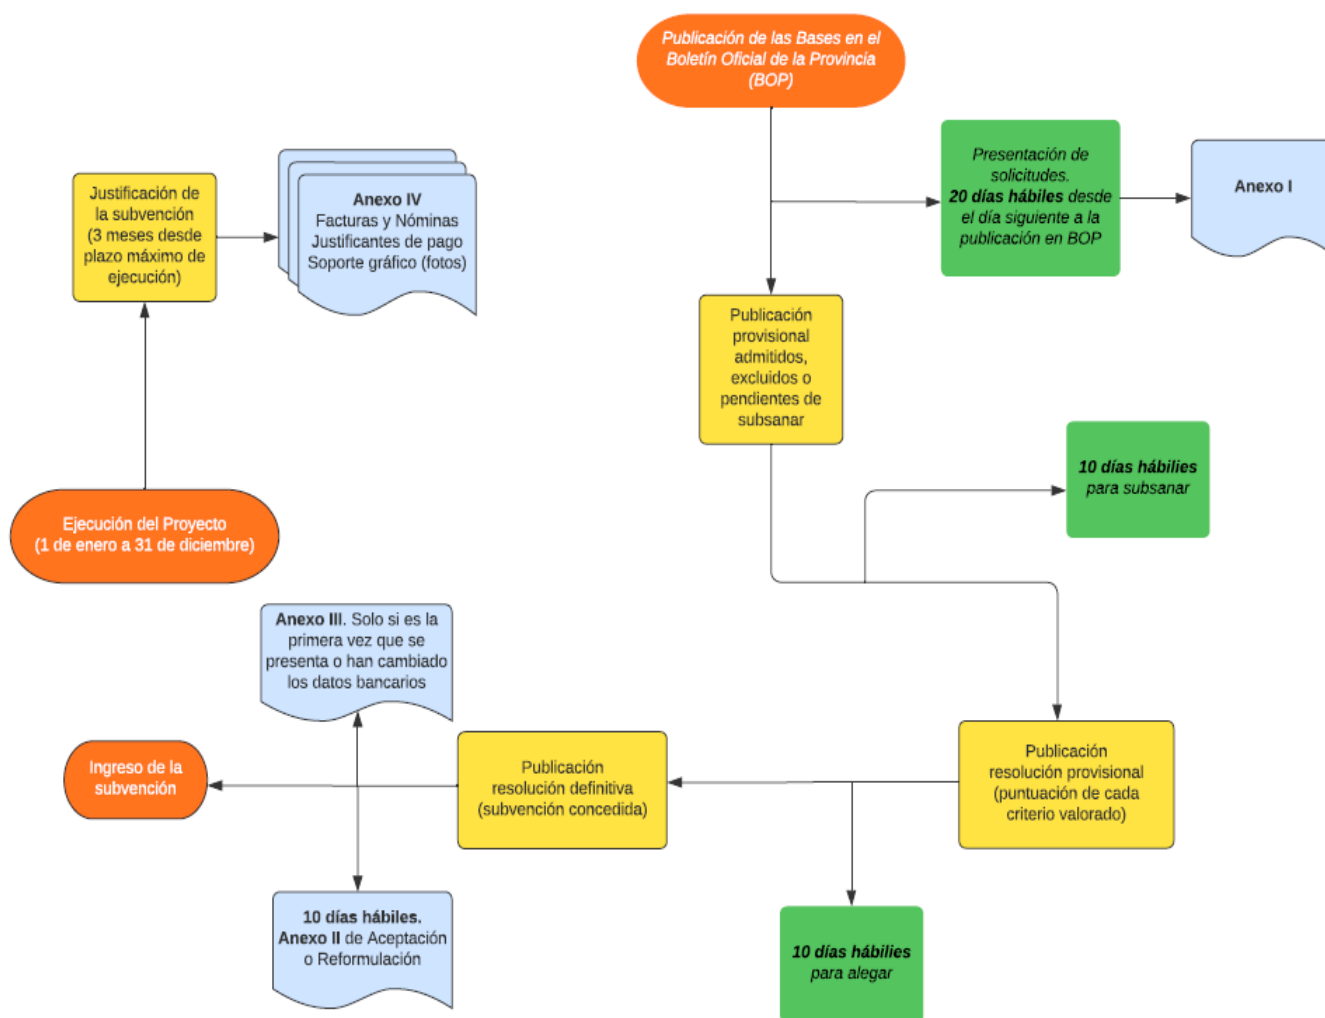 Publicación de las Bases en el
Boletín Oficial de la Provincia
(BOP)
Presentación de
solicitudes.
20 días hábiles desde
el día siguiente a la
publicación en BOP
Anexo I
Justificación de
la subvención
(3 meses desde
plazo máximo de
ejecución)
Anexo IV
Facturas y Nóminas
Justificantes de pago
Soporte gráfico (fotos)
Publicación
provisional
admitidos,
excluidos o
pendientes de
subsanar
10 días hábilies
para subsanar
Ejecución del Proyecto
(1 de enero a 31 de diciembre)
Anexo III. Solo si es la
primera vez que se
presenta o han cambiado
los datos bancarios
Ingreso de la
subvención
Publicación
resolución definitiva
(subvención concedida)
Publicación
resolución provisional
(puntuación de cada
criterio valorado)
10 días hábiles.
Anexo II de Aceptación
o Reformulación
10 días hábilies
para alegar